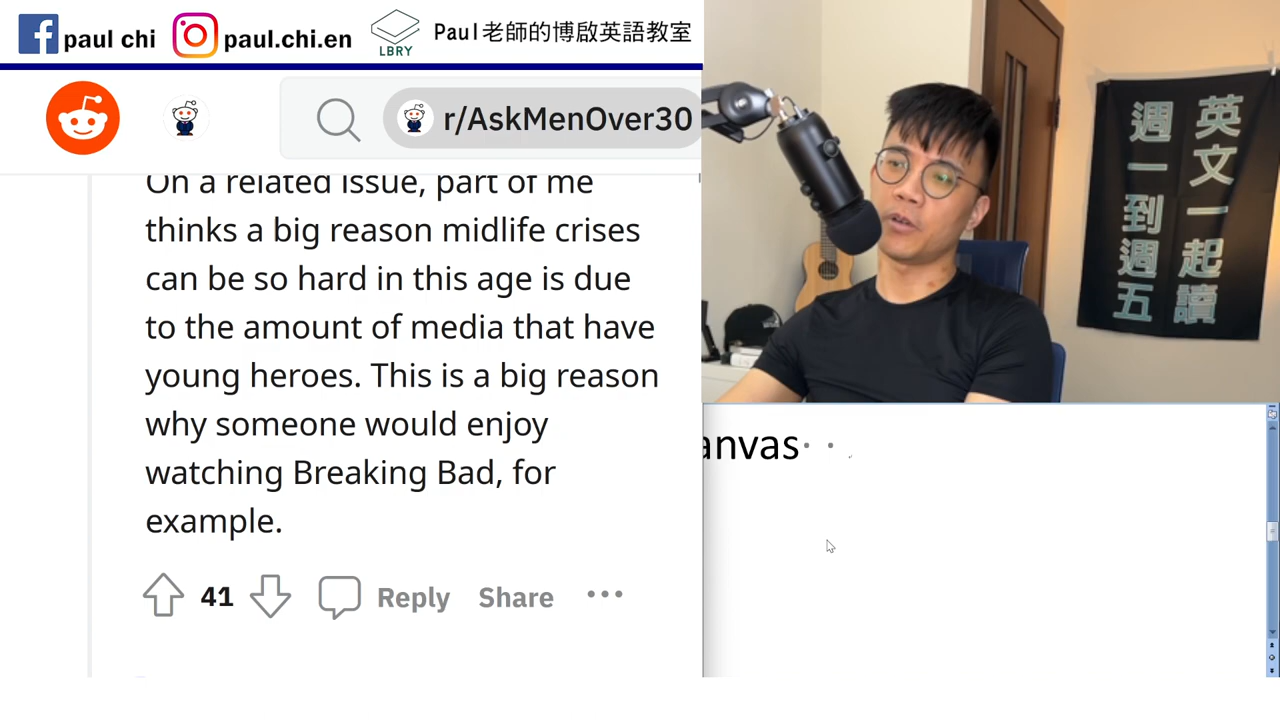 paul chi
paul.chi.en
LBRY
Paul老師的博啟英語教室
r/AskMenOver30
On a related issue, part of me
thinks a big reason midlife crises
can be so hard in this age is due
to the amount of media that have
young heroes. This is a big reason
why someone would enjoy
watching Breaking Bad, for
example.
41
Reply
Share
英文一起讀
週一到週五
anvas